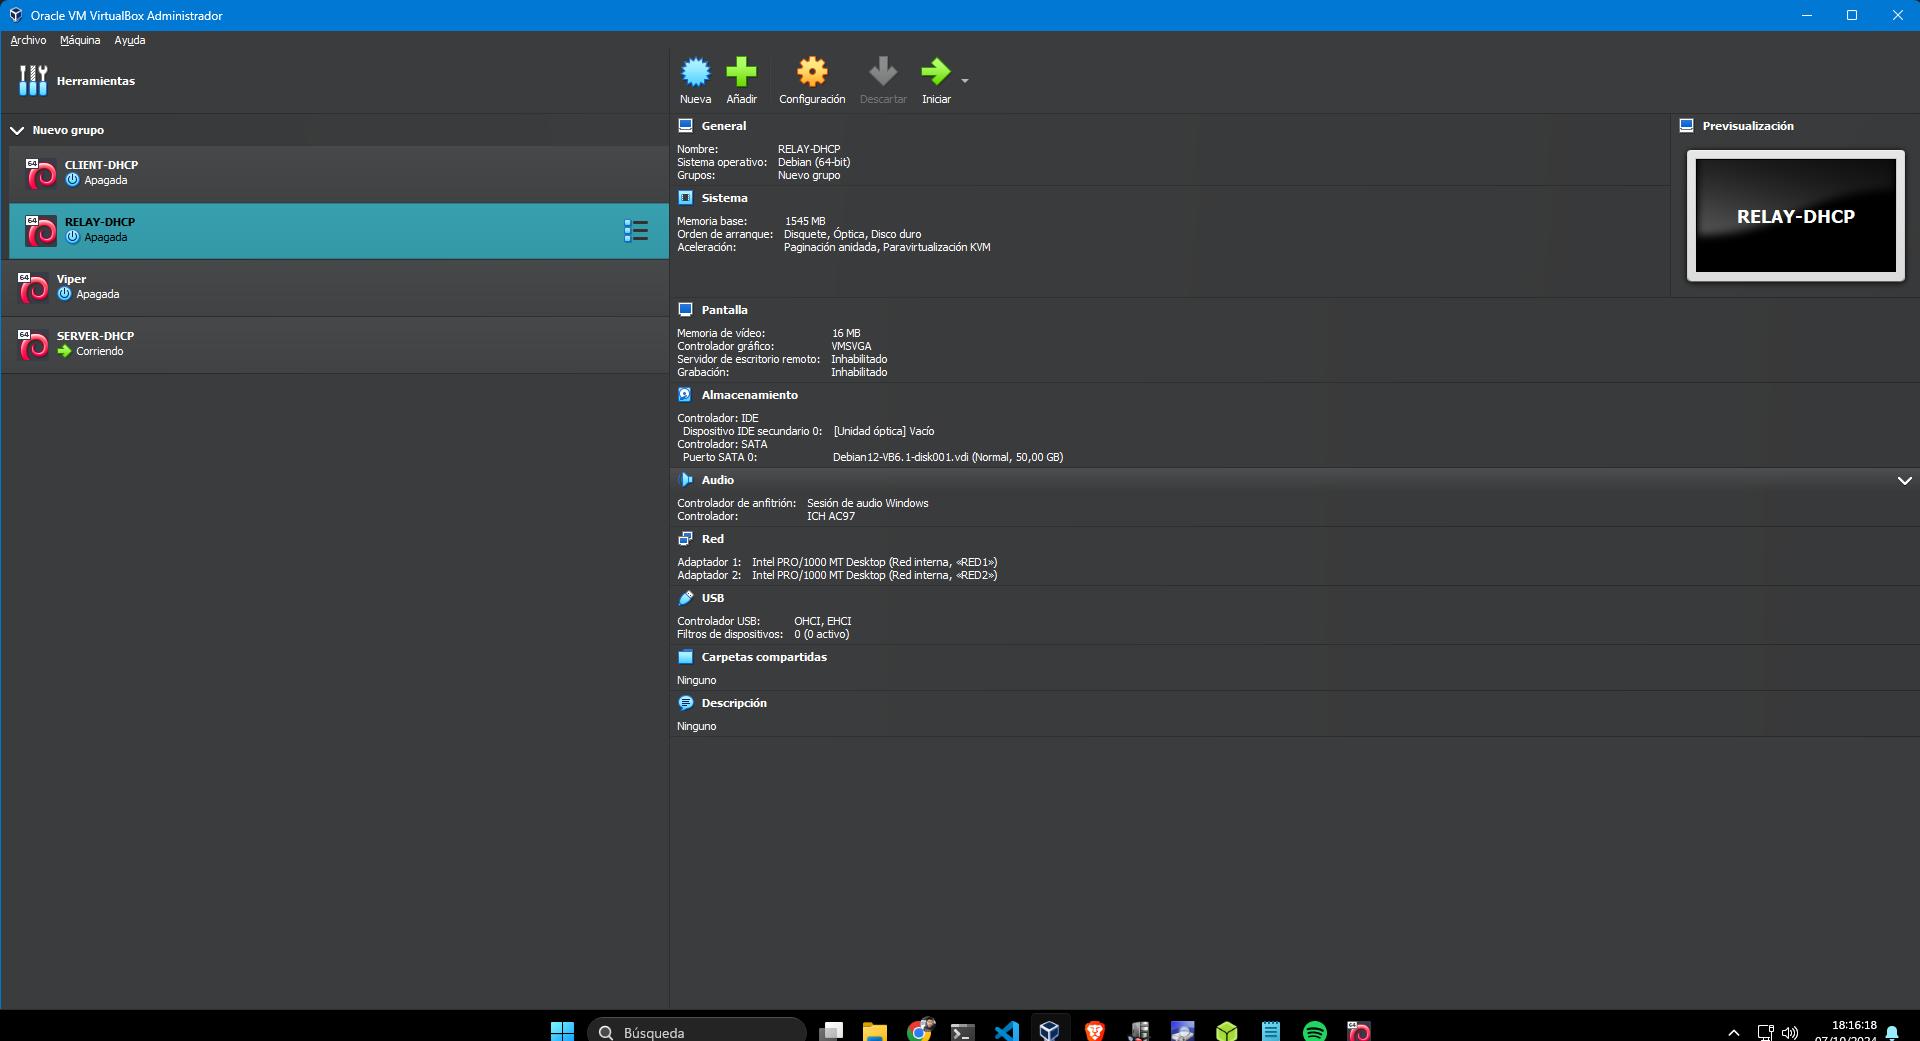 Oracle VM VirtualBox Administrador
Archivo Máquina Ayuda
Herramientas
Nueva Añadir Configuración Descartar Iniciar
Nuevo grupo
64
CLIENT-DHCP
Apagada
64
RELAY-DHCP
Apagada
64
Viper
Apagada
64
SERVER-DHCP
Corriendo
General
Nombre: RELAY-DHCP
Sistema operativo: Debian (64-bit)
Grupos: Nuevo grupo
Sistema
Memoria base: 1545 MB
Orden de arranque: Disquete, Óptica, Disco duro
Aceleración: Paginación anidada, Paravirtualización KVM
Previsualización
RELAY-DHCP
Pantalla
Memoria de vídeo: 16 MB
Controlador gráfico: VMSVGA
Servidor de escritorio remoto: Inhabilitado
Grabación: Inhabilitado
Almacenamiento
Controlador: IDE
Dispositivo IDE secundario 0: [Unidad óptica] Vacío
Controlador: SATA
Puerto SATA 0: Debian12-VB6.1-disk001.vdi (Normal, 50,00 GB)
Audio
Controlador de anfitrión: Sesión de audio Windows
Controlador: ICH AC97
Red
Adaptador 1: Intel PRO/1000 MT Desktop (Red interna, «RED1»)
Adaptador 2: Intel PRO/1000 MT Desktop (Red interna, «RED2»)
USB
Controlador USB: OHCI, EHCI
Filtros de dispositivos: 0 (0 activo)
Carpetas compartidas
Ninguno
Descripción
Ninguno
Búsqueda
18:16:18
07/10/2024